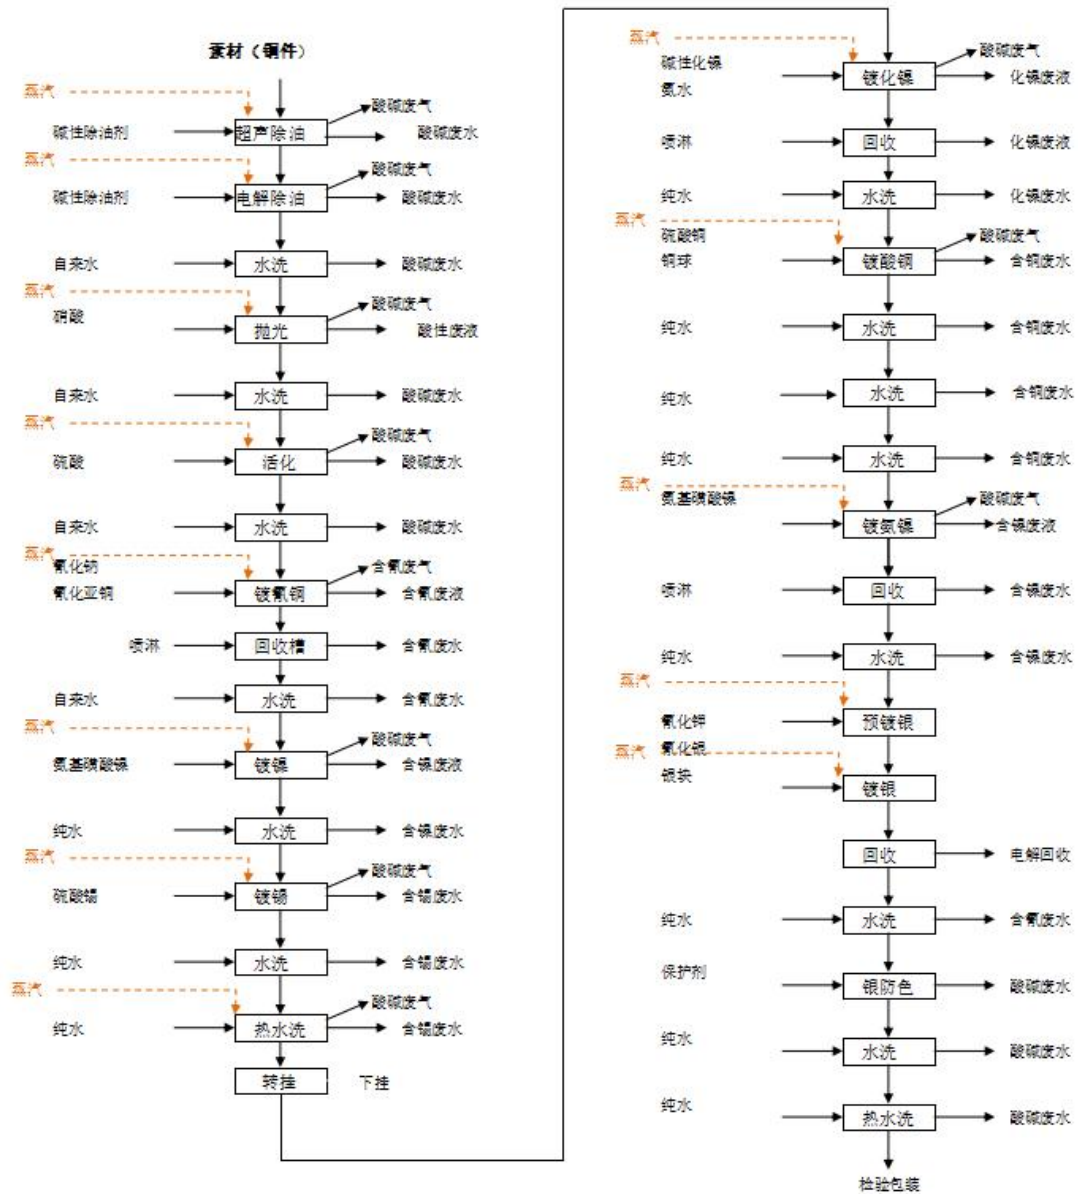 素材（铜件）
蒸汽
酸碱废气
碱性除油剂
超声除油
酸碱废水
蒸汽
酸碱废气
碱性除油剂
电解除油
酸碱废水
自来水
水洗
酸碱废水
蒸汽
酸碱废气
硝酸
抛光
酸性废液
自来水
水洗
酸碱废水
蒸汽
酸碱废气
硫酸
活化
酸碱废水
自来水
水洗
酸碱废水
蒸汽
氰化钠
含氰废气
氰化亚铜
镀氰铜
含氰废液
喷淋
回收槽
含氰废水
自来水
水洗
含氰废水
蒸汽
酸碱废气
氨基磺酸镍
镀镍
含镍废液
纯水
水洗
含镍废水
蒸汽
酸碱废气
硫酸锡
镀锡
含锡废水
纯水
水洗
含锡废水
蒸汽
酸碱废气
纯水
热水洗
含锡废水
转挂
下挂
蒸汽
酸碱废气
碱性化镍
氨水
镀化镍
化镍废液
喷淋
回收
化镍废液
纯水
水洗
化镍废水
蒸汽
硫酸铜
酸碱废气
铜球
镀酸铜
含铜废水
纯水
水洗
含铜废水
纯水
水洗
含铜废水
纯水
水洗
含铜废水
蒸汽
氨基磺酸镍
酸碱废气
镀氨镍
含镍废液
喷淋
回收
含镍废水
纯水
水洗
含镍废水
蒸汽
氰化钾
预镀银
蒸汽
氰化银
银块
镀银
回收
电解回收
纯水
水洗
含氰废水
保护剂
银防色
酸碱废水
纯水
水洗
酸碱废水
纯水
热水洗
酸碱废水
检验包装